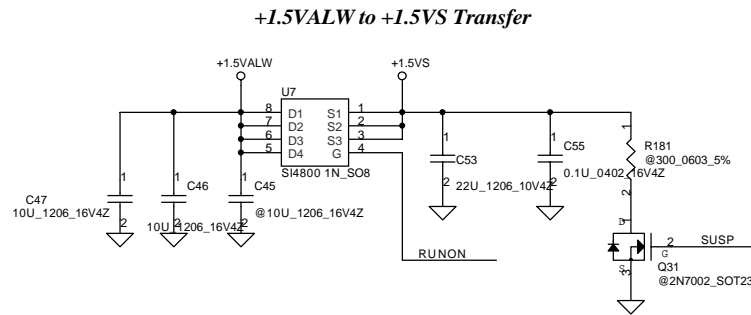 +1.5VALW to +1.5VS Transfer
+1.5VALW
+1.5VS
U7
8 D1 S1 1
7 D2 S2 2
6 D3 S3 3
5 D4 G 4
SI4800 1N_SO8
1
C47
10U_1206_16V4Z
2
1
C46
10U_1206_16V4Z
2
1
C45
@10U_1206_16V4Z
2
1
C53
2
22U_1206_10V4Z
1
C55
0.1U_0402_16V4Z
2
1
R181
@300_0603_5%
2
RUNON
1
D
2
G
SUSP
S
3
Q31
@2N7002_SOT23